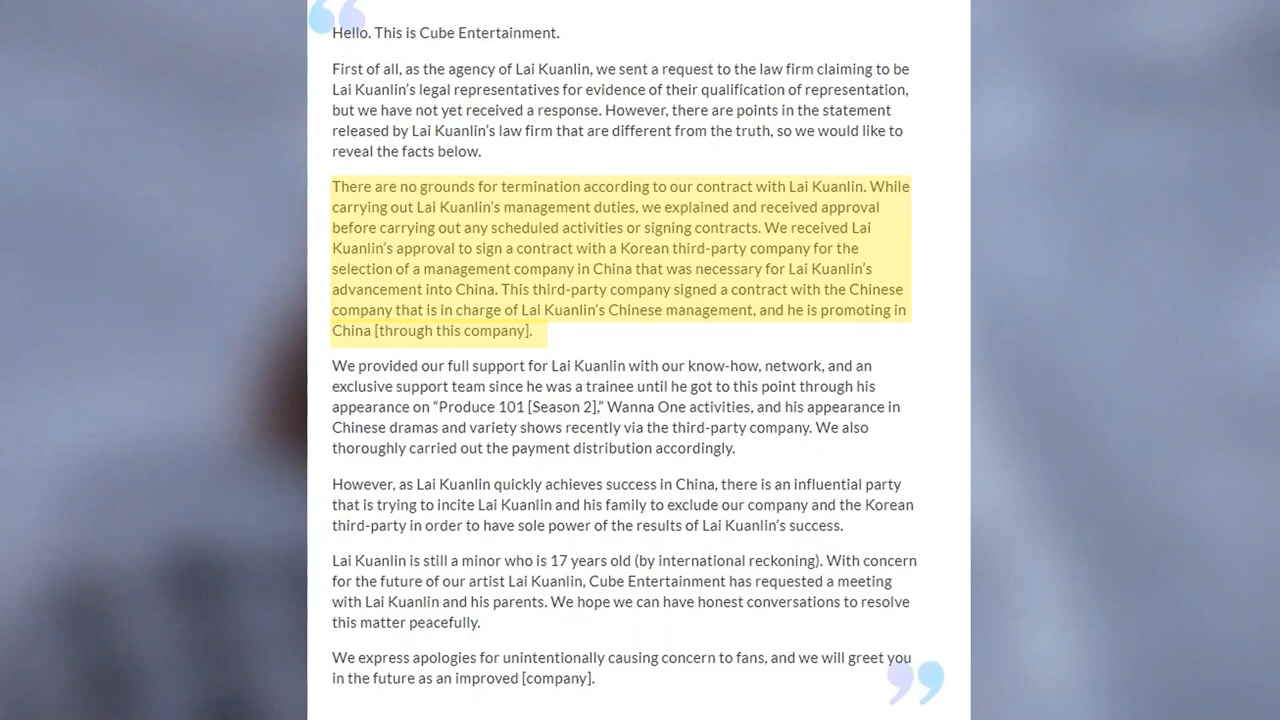 Hello. This is Cube Entertainment.
First of all, as the agency of Lai Kuanlin, we sent a request to the law firm claiming to be
Lai Kuanlin’s legal representatives for evidence of their qualification of representation,
but we have not yet received a response. However, there are points in the statement
released by Lai Kuanlin’s law firm that are different from the truth, so we would like to
reveal the facts below.
There are no grounds for termination according to our contract with Lai Kuanlin. While
carrying out Lai Kuanlin’s management duties, we explained and received approval
before carrying out any scheduled activities or signing contracts. We received Lai
Kuanlin’s approval to sign a contract with a Korean third-party company for the
selection of a management company in China that was necessary for Lai Kuanlin’s
advancement into China. This third-party company signed a contract with the Chinese
company that is in charge of Lai Kuanlin’s Chinese management, and he is promoting in
China [through this company].
We provided our full support for Lai Kuanlin with our know-how, network, and an
exclusive support team since he was a trainee until he got to this point through his
appearance on “Produce 101 [Season 2],” Wanna One activities, and his appearance in
Chinese dramas and variety shows recently via the third-party company. We also
thoroughly carried out the payment distribution accordingly.
However, as Lai Kuanlin quickly achieves success in China, there is an influential party
that is trying to incite Lai Kuanlin and his family to exclude our company and the Korean
third-party in order to have sole power of the results of Lai Kuanlin’s success.
Lai Kuanlin is still a minor who is 17 years old (by international reckoning). With concern
for the future of our artist Lai Kuanlin, Cube Entertainment has requested a meeting
with Lai Kuanlin and his parents. We hope we can have honest conversations to resolve
this matter peacefully.
We express apologies for unintentionally causing concern to fans, and we will greet you
in the future as an improved [company].